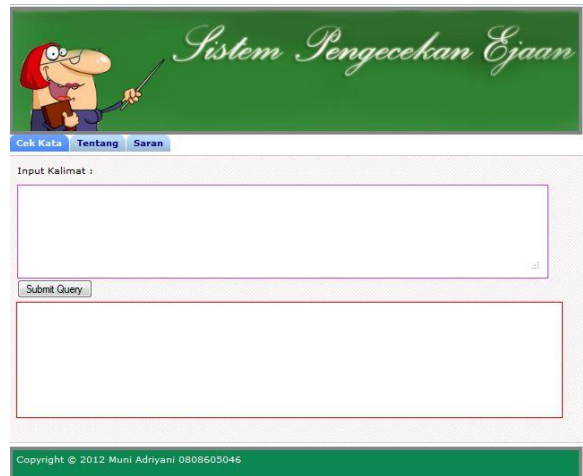 Sistem Pengecekan Ejaan
Cek Kata Tentang Saran
Input Kalimat :
Submit Query
Copyright © 2012 Muni Adriyani 0808605046